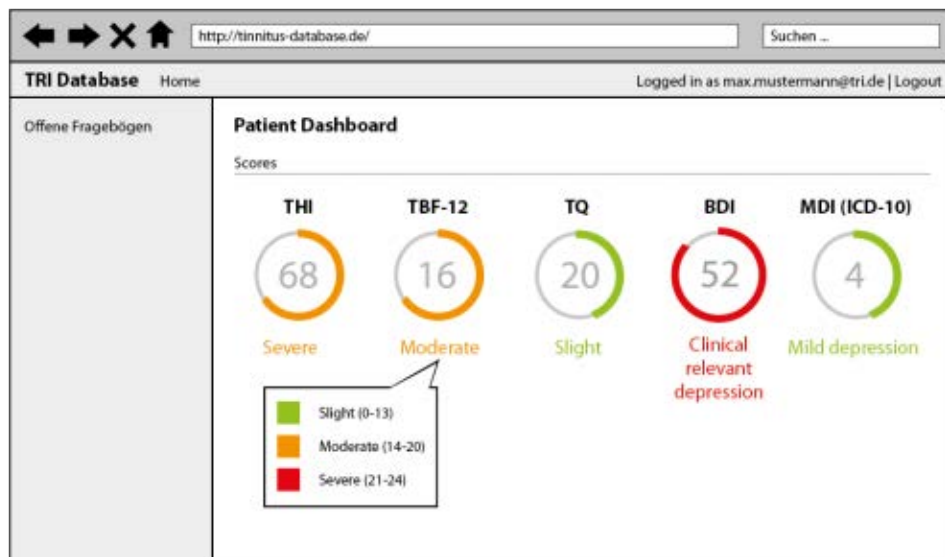 http://tinnitus-database.de/ Suchen ...
TRI Database Home Logged in as max.mustermann@tri.de | Logout
Offene Fragebögen
Patient Dashboard
Scores
THI TBF-12 TQ BDI MDI (ICD-10)
68 16 20 52 4
Severe Moderate Slight Clinical relevant depression Mild depression
Slight (0-13)
Moderate (14-20)
Severe (21-24)